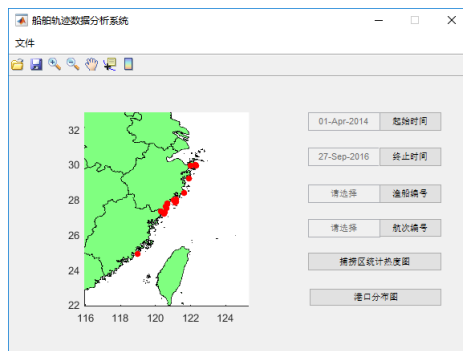 船舶轨迹数据分析系统
文件
01-Apr-2014 起始时间
27-Sep-2016 终止时间
请选择 渔船编号
请选择 航次编号
捕捞区统计热度图
港口分布图
32
30
28
26
24
22
116 118 120 122 124